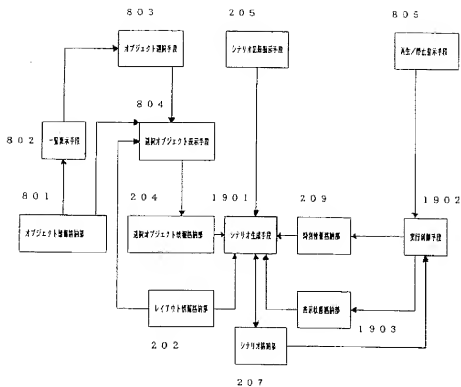 803
205
805
オブジェクト選択手段
シナリオ記録指示手段
再生／停止指示手段
804
802
一覧表示手段
選択オブジェクト表示手段
801
204
1901
209
1902
オブジェクト情報格納部
選択オブジェクト情報格納部
シナリオ生成手段
時刻情報格納部
実行制御手段
レイアウト情報格納部
表示状態格納部
202
1903
シナリオ格納部
207